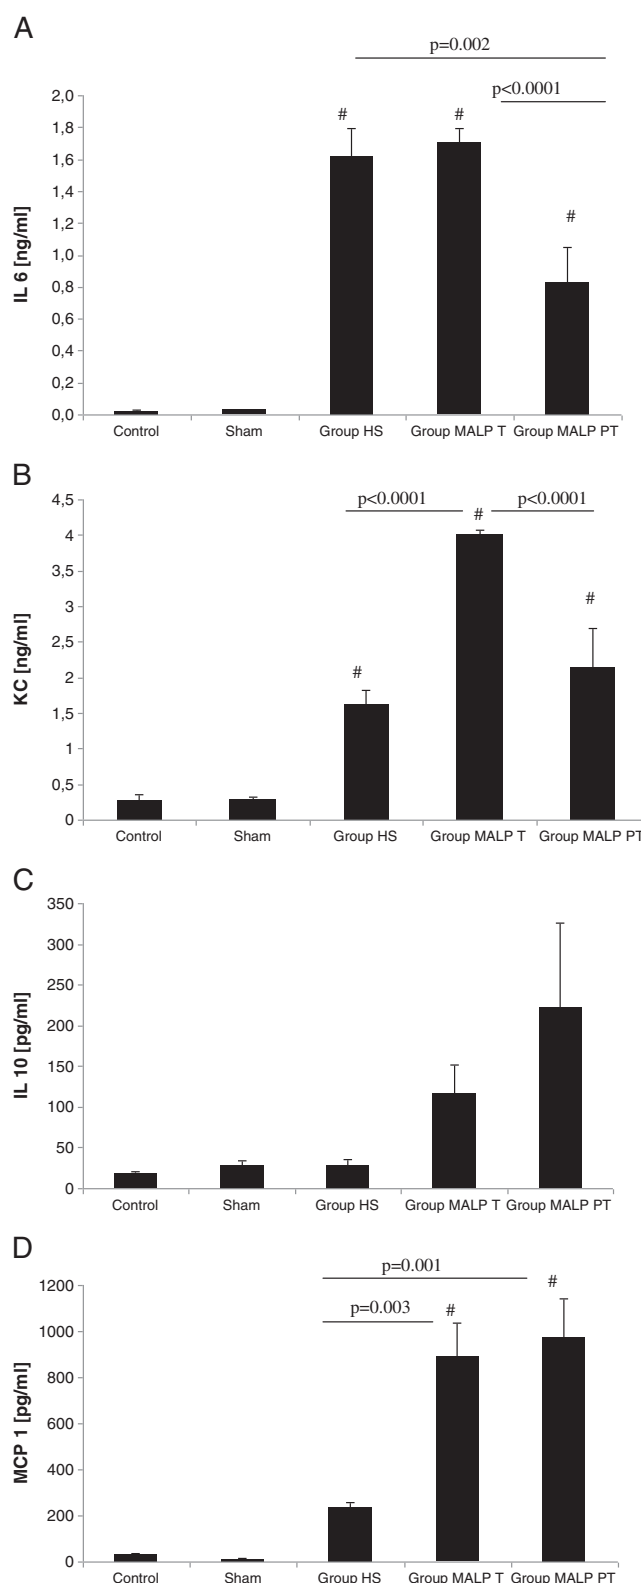 A
p=0.002
p<0.0001
IL 6 [ng/ml]
2,0
1,8
1,6
1,4
1,2
1,0
0,8
0,6
0,4
0,2
0,0
# # #
Control Sham Group HS Group MALP T Group MALP PT
B
p<0.0001 p<0.0001
KC [ng/ml]
4,5
4
3,5
3
2,5
2
1,5
1
0,5
0
# # #
Control Sham Group HS Group MALP T Group MALP PT
C
IL 10 [pg/ml]
350
300
250
200
150
100
50
0
Control Sham Group HS Group MALP T Group MALP PT
D
p=0.001
p=0.003
MCP 1 [pg/ml]
1200
1000
800
600
400
200
0
# #
Control Sham Group HS Group MALP T Group MALP PT